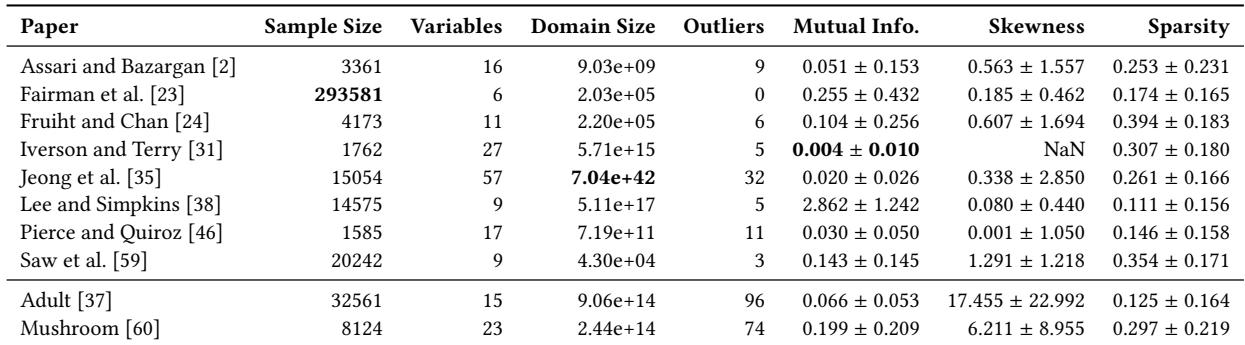 Paper Sample Size Variables Domain Size Outliers Mutual Info. Skewness Sparsity
Assari and Bazargan [2] 3361 16 9.03e+09 9 0.051 ± 0.153 0.563 ± 1.557 0.253 ± 0.231
Fairman et al. [23] 293581 6 2.03e+05 0 0.255 ± 0.432 0.185 ± 0.462 0.174 ± 0.165
Fruiht and Chan [24] 4173 11 2.20e+05 6 0.104 ± 0.256 0.607 ± 1.694 0.394 ± 0.183
Iverson and Terry [31] 1762 27 5.71e+15 5 0.004 ± 0.010 NaN 0.307 ± 0.180
Jeong et al. [35] 15054 57 7.04e+42 32 0.020 ± 0.026 0.338 ± 2.850 0.261 ± 0.166
Lee and Simpkins [38] 14575 9 5.11e+17 5 2.862 ± 1.242 0.080 ± 0.440 0.111 ± 0.156
Pierce and Quiroz [46] 1585 17 7.19e+11 11 0.030 ± 0.050 0.001 ± 1.050 0.146 ± 0.158
Saw et al. [59] 20242 9 4.30e+04 3 0.143 ± 0.145 1.291 ± 1.218 0.354 ± 0.171
Adult [37] 32561 15 9.06e+14 96 0.066 ± 0.053 17.455 ± 22.992 0.125 ± 0.164
Mushroom [60] 8124 23 2.44e+14 74 0.199 ± 0.209 6.211 ± 8.955 0.297 ± 0.219